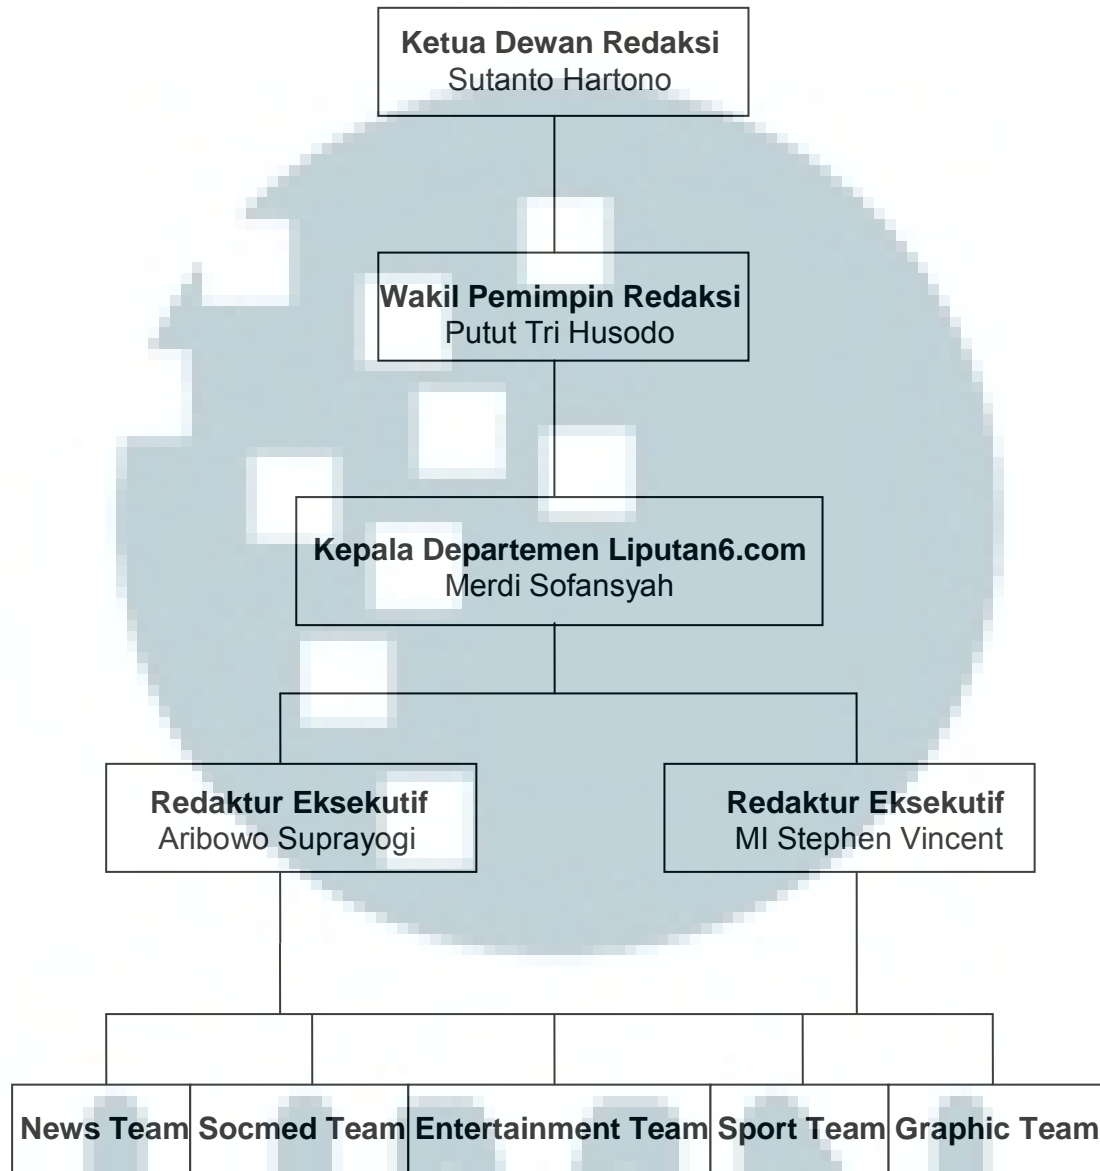 Ketua Dewan Redaksi
Sutanto Hartono
Wakil Pemimpin Redaksi
Putut Tri Husodo
Kepala Departemen Liputan6.com
Merdi Sofansyah
Redaktur Eksekutif
Aribowo Suprayogi
Redaktur Eksekutif
MI Stephen Vincent
News Team
Socmed Team
Entertainment Team
Sport Team
Graphic Team